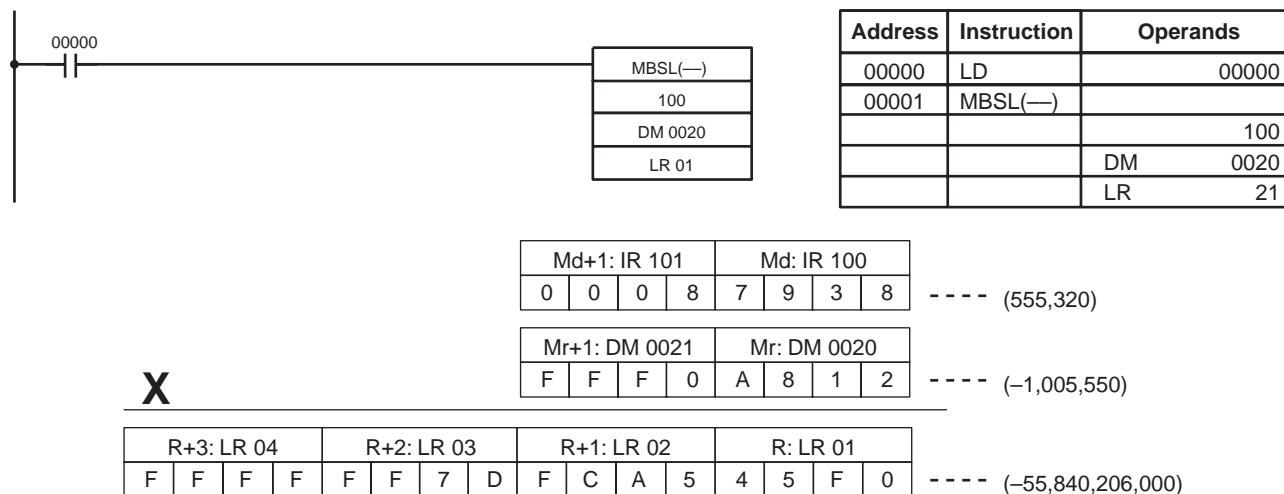 00000
MBSL(––)
100
DM 0020
LR 01
Address Instruction Operands
00000 LD 00000
00001 MBSL(––)
100
DM 0020
LR 21
Md+1: IR 101 Md: IR 100
0 0 0 8 7 9 3 8 - - - - (555,320)
Mr+1: DM 0021 Mr: DM 0020
F F F 0 A 8 1 2 - - - - (–1,005,550)
X
R+3: LR 04 R+2: LR 03 R+1: LR 02 R: LR 01
F F F F F F 7 D F C A 5 4 5 F 0 - - - - (–55,840,206,000)